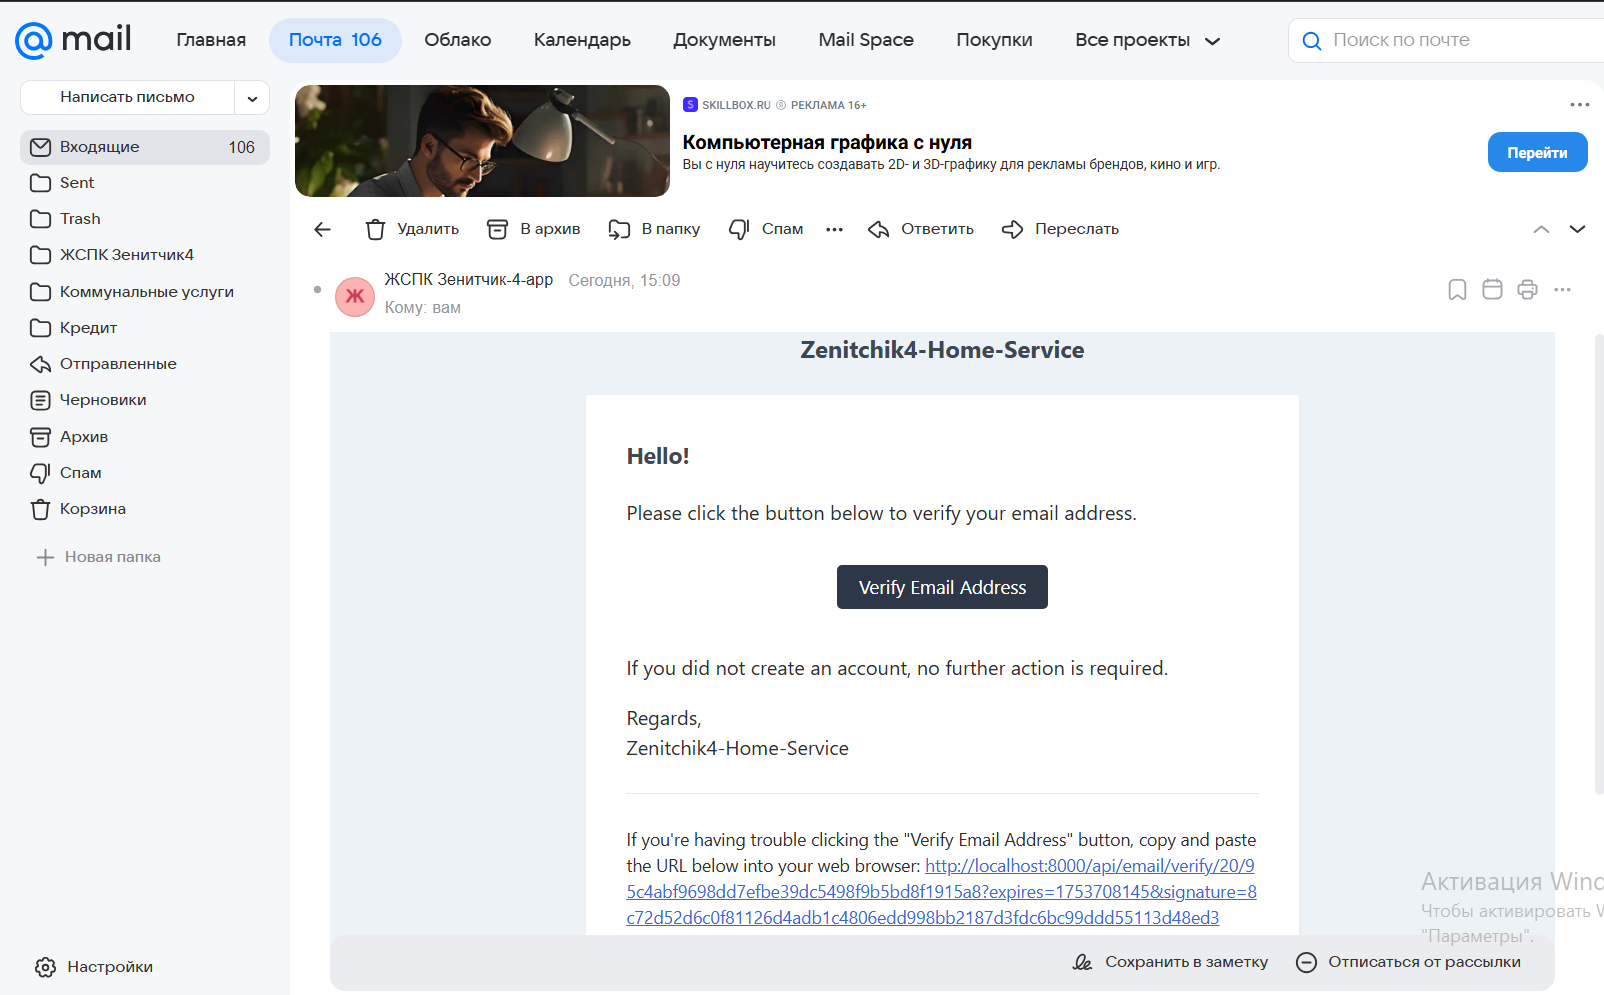 mail
Главная
Почта 106
Облако
Календарь
Документы
Mail Space
Покупки
Все проекты
Поиск по почте
Написать письмо
Входящие 106
Sent
Trash
ЖСПК Зенитчик4
Коммунальные услуги
Кредит
Отправленные
Черновики
Архив
Спам
Корзина
Новая папка
Настройки
S SKILLBOX.RU РЕКЛАМА 16+
Компьютерная графика с нуля
Вы с нуля научитесь создавать 2D- и 3D-графику для рекламы брендов, кино и игр.
Перейти
Удалить
В архив
В папку
Спам
Ответить
Переслать
Ж
ЖСПК Зенитчик-4-app Сегодня, 15:09
Кому: вам
Zenitchik4-Home-Service
Hello!
Please click the button below to verify your email address.
Verify Email Address
If you did not create an account, no further action is required.
Regards,
Zenitchik4-Home-Service
If you're having trouble clicking the "Verify Email Address" button, copy and paste
the URL below into your web browser: http://localhost:8000/api/email/verify/20/9
5c4abf9698dd7efbe39dc5498f9b5bd8f1915a8?expires=1753708145&signature=8
c72d52d6c0f81126d4adb1c4806edd998bb2187d3fdc6bc99ddd55113d48ed3
Активация Wind
Чтобы активировать W
"Параметры".
Сохранить в заметку
Отписаться от рассылки